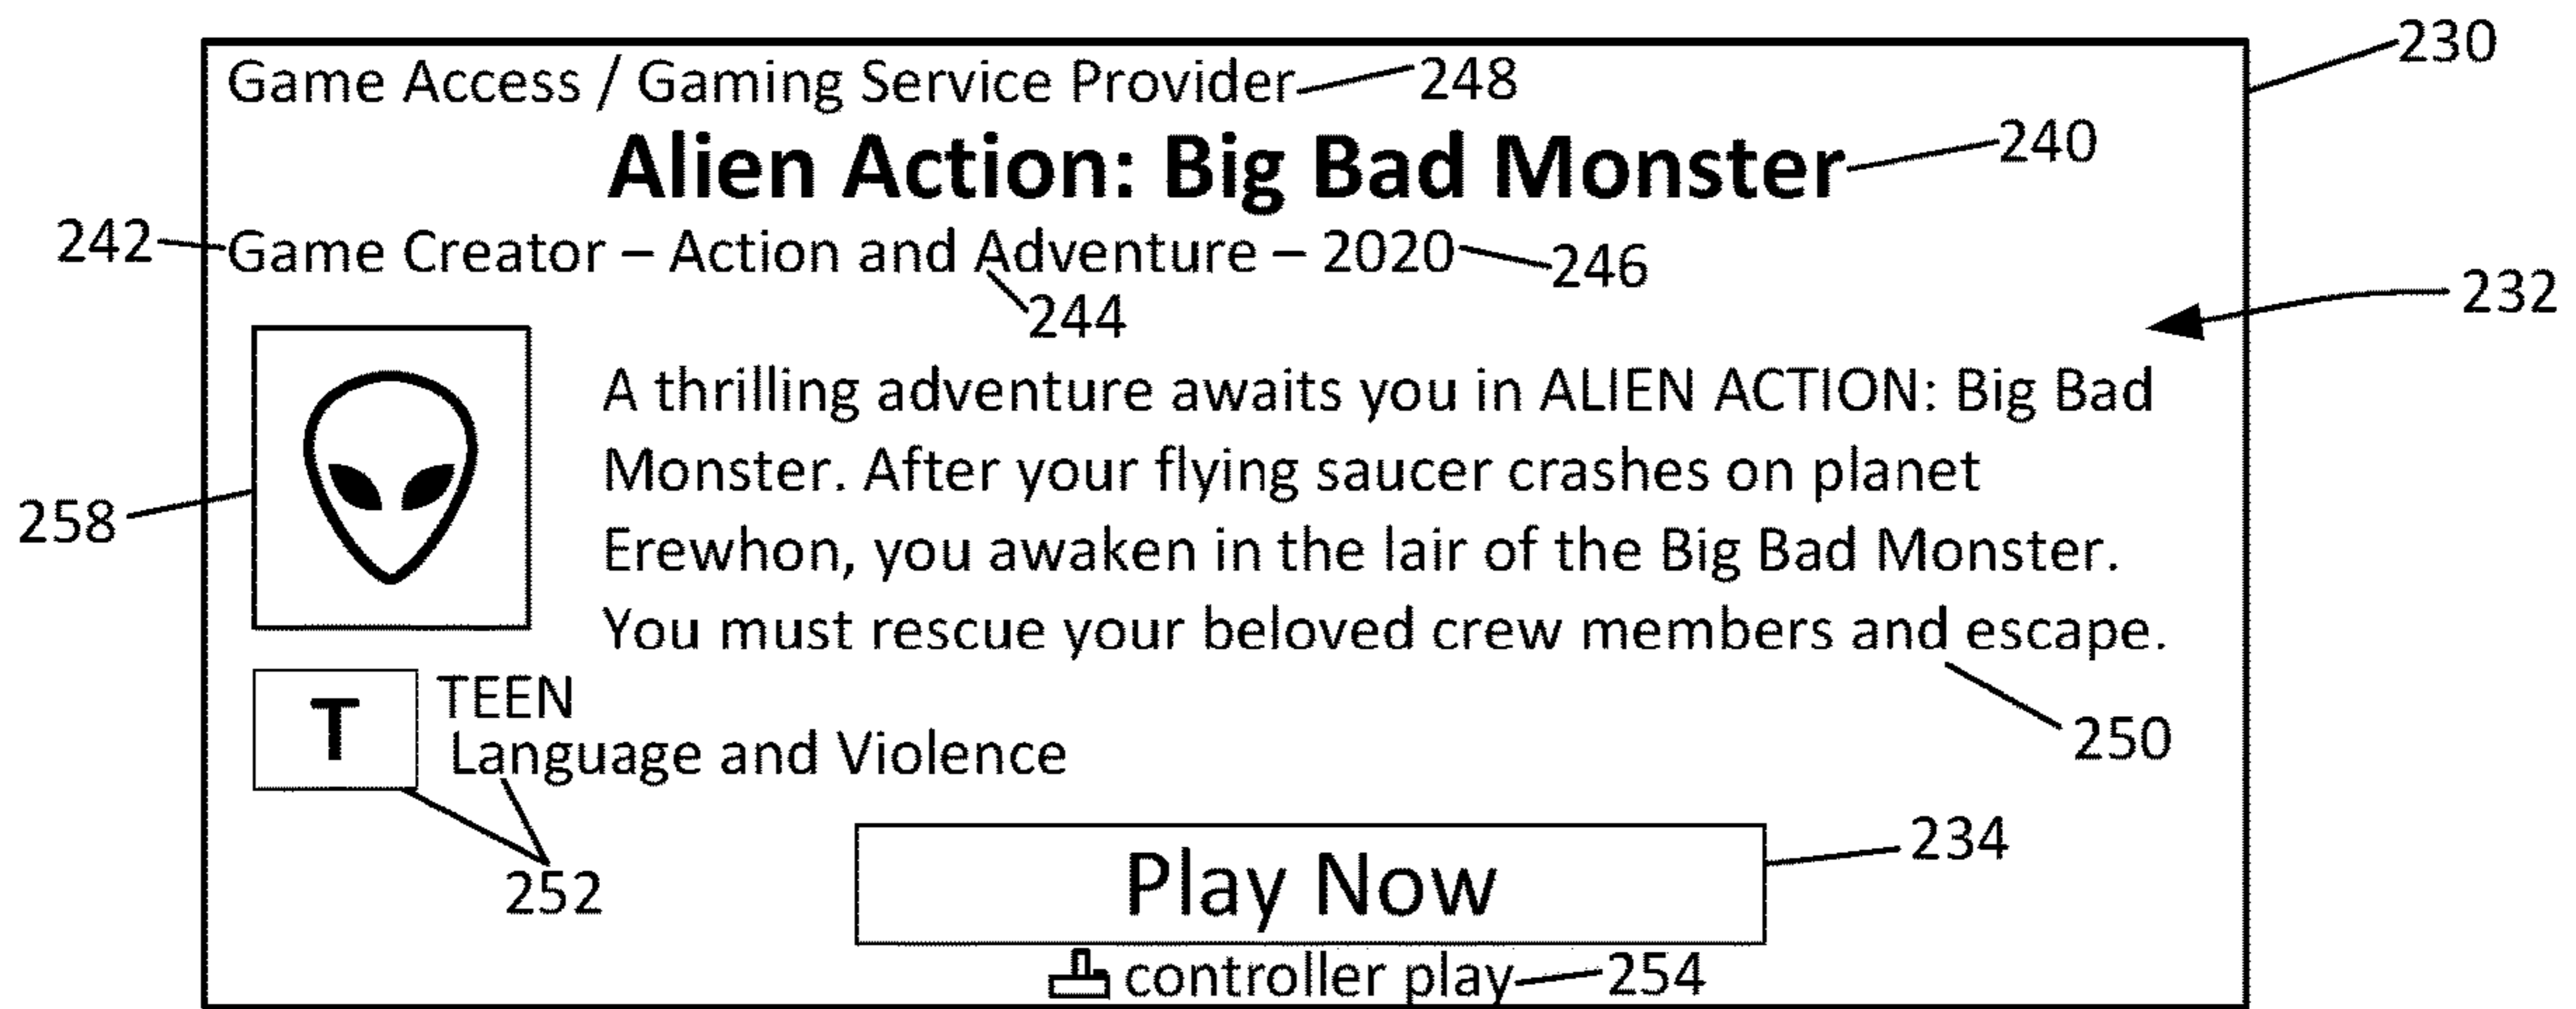 230
Game Access / Gaming Service Provider 248
Alien Action: Big Bad Monster 240
242 Game Creator – Action and Adventure – 2020 246
244
232
A thrilling adventure awaits you in ALIEN ACTION: Big Bad
Monster. After your flying saucer crashes on planet
258
Erewhon, you awaken in the lair of the Big Bad Monster.
You must rescue your beloved crew members and escape.
250
T TEEN
Language and Violence
252
Play Now 234
controller play 254